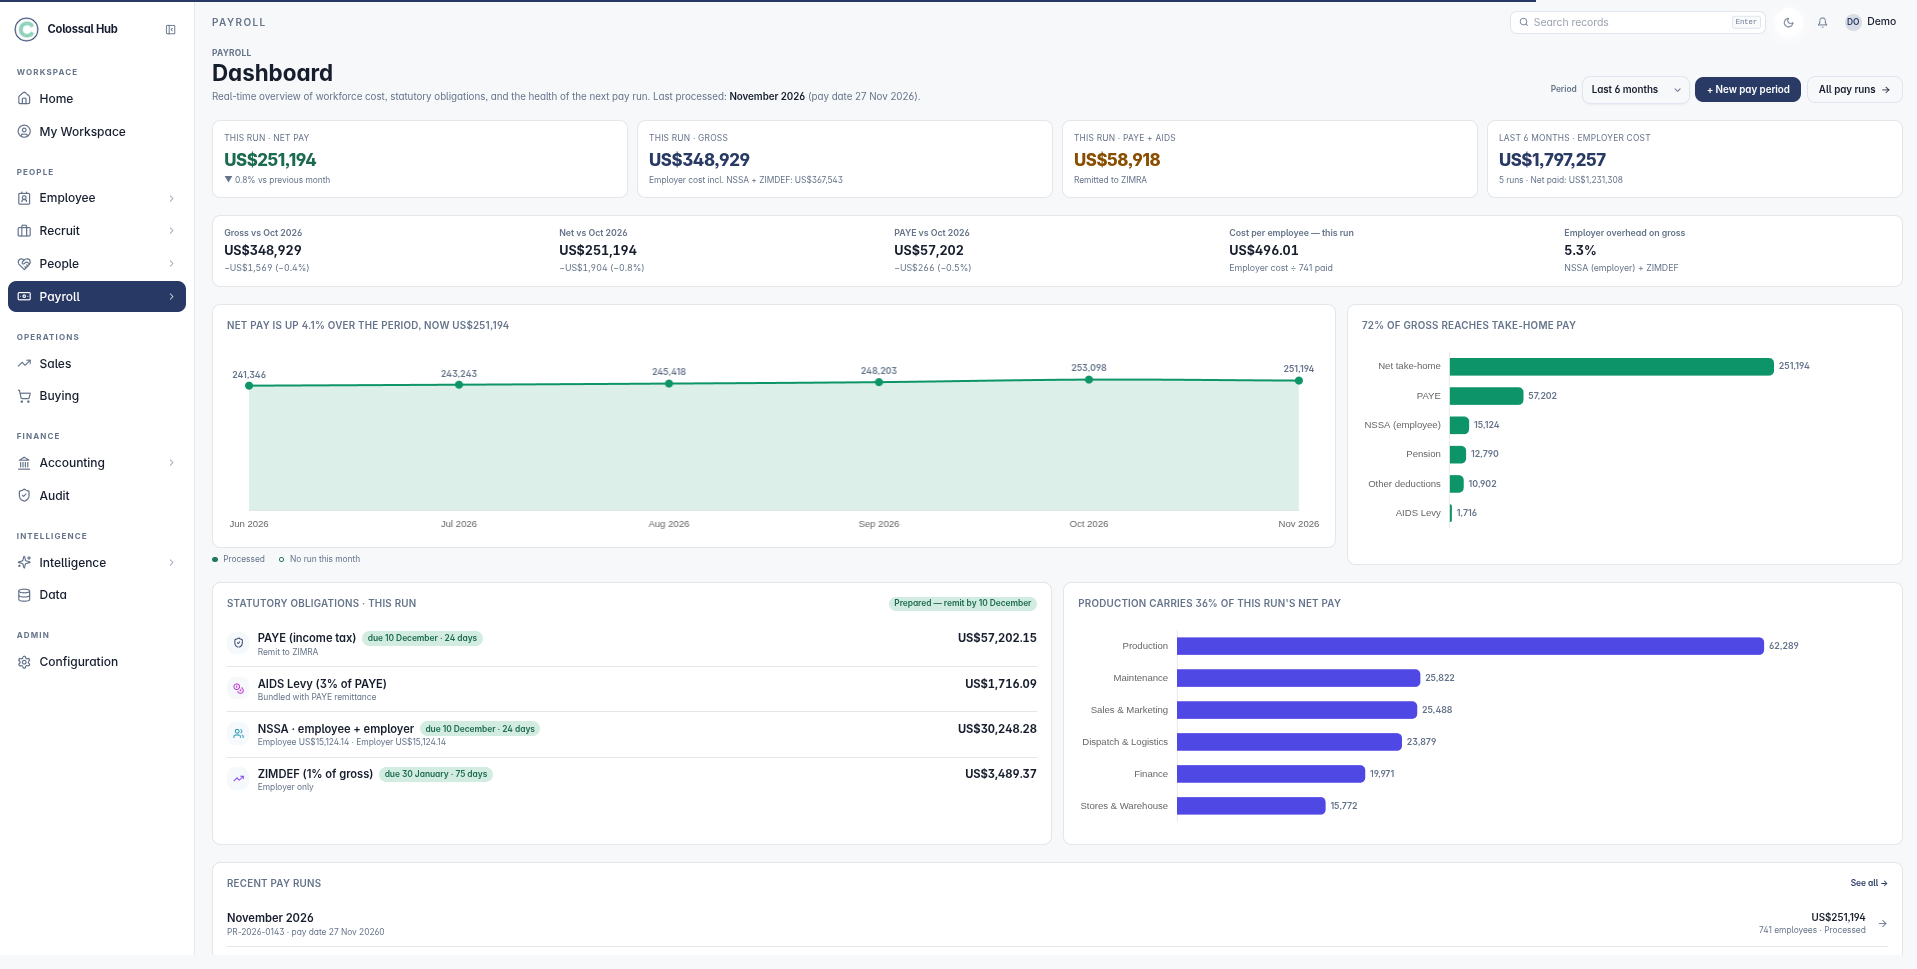 Colossal Hub
WORKSPACE
Home
My Workspace
PEOPLE
Employee
Recruit
People
Payroll
OPERATIONS
Sales
Buying
FINANCE
Accounting
Audit
INTELLIGENCE
Intelligence
Data
ADMIN
Configuration
PAYROLL
Search records
Enter
DO
Demo
PAYROLL
Dashboard
Real-time overview of workforce cost, statutory obligations, and the health of the next pay run. Last processed: November 2026 (pay date 27 Nov 2026).
Period
Last 6 months
+ New pay period
All pay runs →
THIS RUN · NET PAY
US$251,194
▼ 0.8% vs previous month
THIS RUN · GROSS
US$348,929
Employer cost incl. NSSA + ZIMDEF: US$367,543
THIS RUN · PAYE + AIDS
US$58,918
Remitted to ZIMRA
LAST 6 MONTHS · EMPLOYER COST
US$1,797,257
5 runs · Net paid: US$1,231,308
Gross vs Oct 2026
US$348,929
−US$1,569 (−0.4%)
Net vs Oct 2026
US$251,194
−US$1,904 (−0.8%)
PAYE vs Oct 2026
US$57,202
−US$266 (−0.5%)
Cost per employee — this run
US$496.01
Employer cost ÷ 741 paid
Employer overhead on gross
5.3%
NSSA (employer) + ZIMDEF
NET PAY IS UP 4.1% OVER THE PERIOD, NOW US$251,194
241,346
243,243
245,418
248,203
253,098
251,194
Jun 2026
Jul 2026
Aug 2026
Sep 2026
Oct 2026
Nov 2026
Processed
No run this month
72% OF GROSS REACHES TAKE-HOME PAY
Net take-home 251,194
PAYE 57,202
NSSA (employee) 15,124
Pension 12,790
Other deductions 10,902
AIDS Levy 1,716
STATUTORY OBLIGATIONS · THIS RUN
Prepared — remit by 10 December
PAYE (income tax) due 10 December · 24 days US$57,202.15
Remit to ZIMRA
AIDS Levy (3% of PAYE) US$1,716.09
Bundled with PAYE remittance
NSSA · employee + employer due 10 December · 24 days US$30,248.28
Employee US$15,124.14 · Employer US$15,124.14
ZIMDEF (1% of gross) due 30 January · 75 days US$3,489.37
Employer only
PRODUCTION CARRIES 36% OF THIS RUN'S NET PAY
Production 62,289
Maintenance 25,822
Sales & Marketing 25,488
Dispatch & Logistics 23,879
Finance 19,971
Stores & Warehouse 15,772
RECENT PAY RUNS
See all →
November 2026
PR-2026-0143 · pay date 27 Nov 20260
US$251,194
741 employees · Processed
→